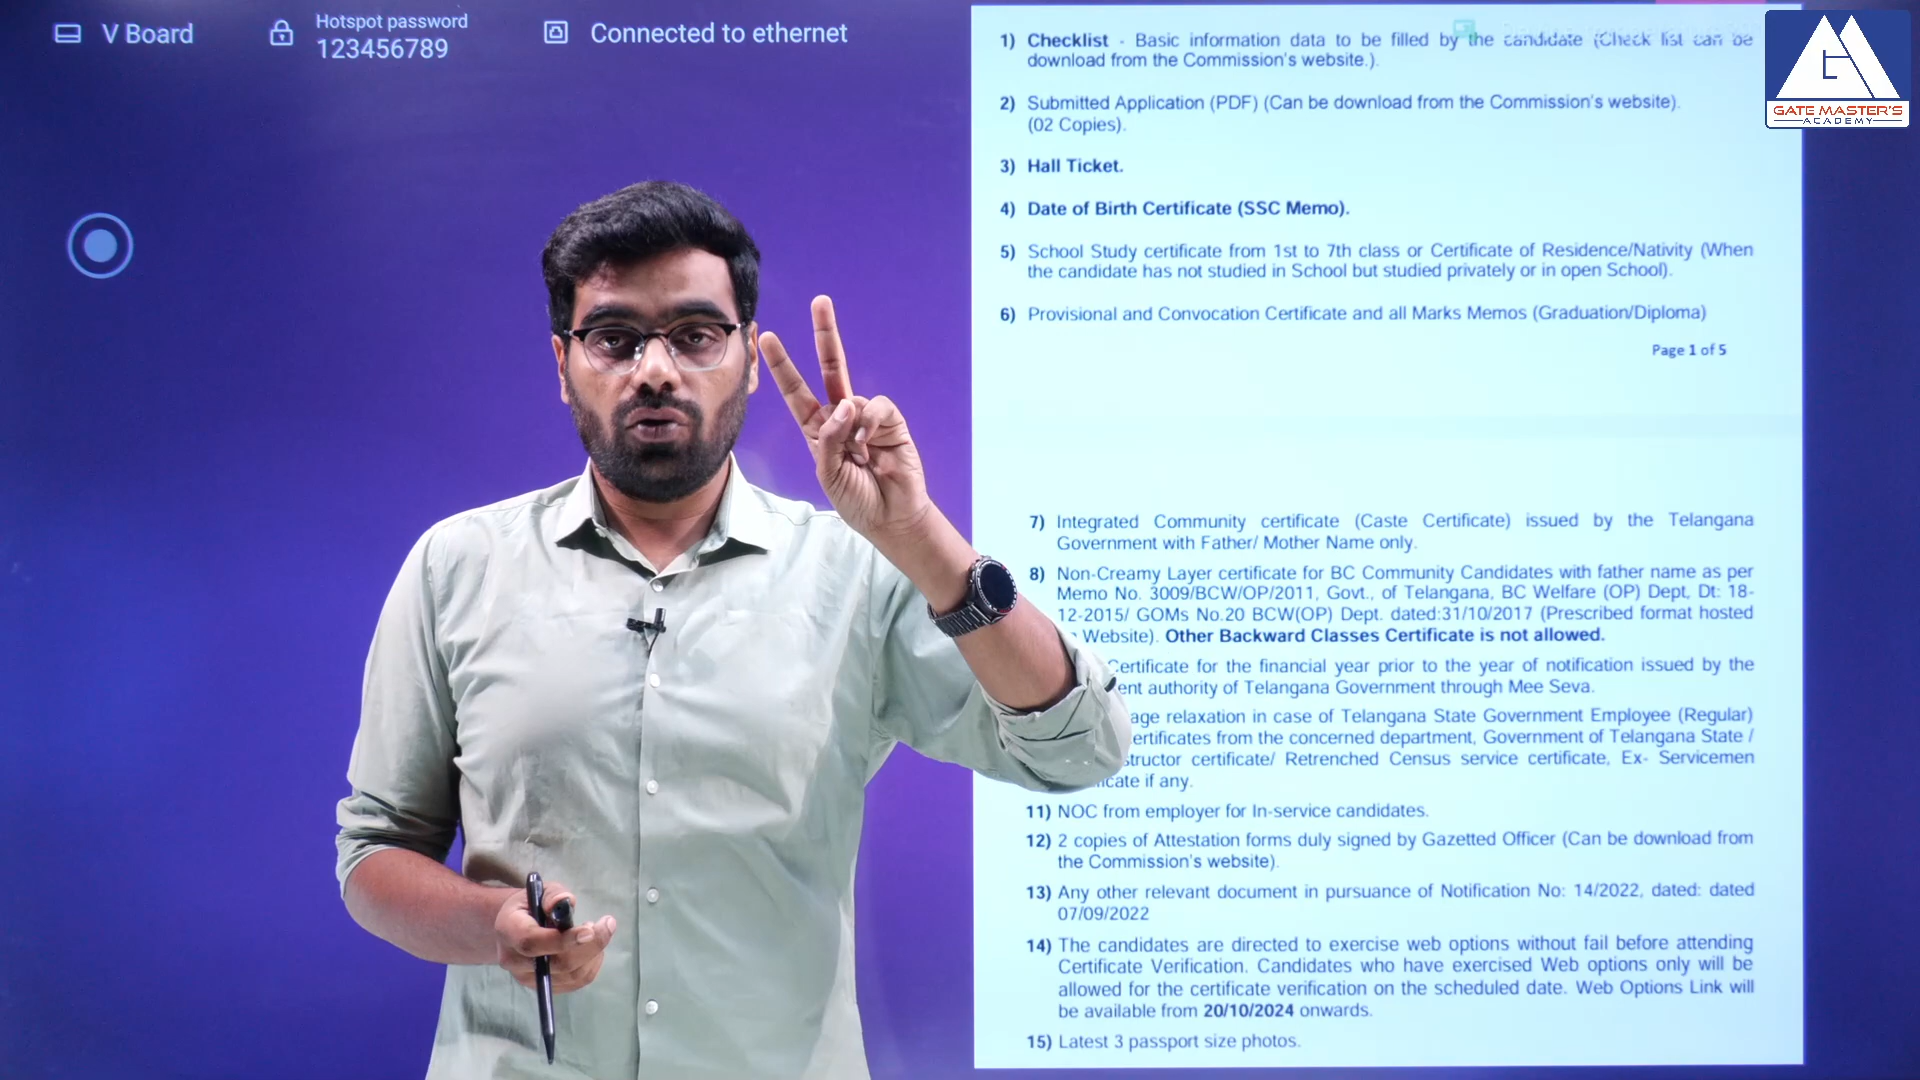 V Board
Hotspot password
123456789
Connected to ethernet
1) Checklist - Basic information data to be filled by the candidate (Check list can be
download from the Commission's website.).
2) Submitted Application (PDF) (Can be download from the Commission's website).
(02 Copies).
3) Hall Ticket.
4) Date of Birth Certificate (SSC Memo).
5) School Study certificate from 1st to 7th class or Certificate of Residence/Nativity (When
the candidate has not studied in School but studied privately or in open School).
6) Provisional and Convocation Certificate and all Marks Memos (Graduation/Diploma)
Page 1 of 5
7) Integrated Community certificate (Caste Certificate) issued by the Telangana
Government with Father/ Mother Name only.
8) Non-Creamy Layer certificate for BC Community Candidates with father name as per
Memo No. 3009/BCW/OP/2011, Govt., of Telangana, BC Welfare (OP) Dept, Dt: 18-
12-2015/ GOMs No.20 BCW(OP) Dept. dated:31/10/2017 (Prescribed format hosted
Website). Other Backward Classes Certificate is not allowed.
Certificate for the financial year prior to the year of notification issued by the
ent authority of Telangana Government through Mee Seva.
age relaxation in case of Telangana State Government Employee (Regular)
ertificates from the concerned department, Government of Telangana State /
structor certificate/ Retrenched Census service certificate, Ex- Servicemen
icate if any.
11) NOC from employer for In-service candidates.
12) 2 copies of Attestation forms duly signed by Gazetted Officer (Can be download from
the Commission's website).
13) Any other relevant document in pursuance of Notification No: 14/2022, dated: dated
07/09/2022
14) The candidates are directed to exercise web options without fail before attending
Certificate Verification. Candidates who have exercised Web options only will be
allowed for the certificate verification on the scheduled date. Web Options Link will
be available from 20/10/2024 onwards.
15) Latest 3 passport size photos.
GATE MASTER'S
ACADEMY